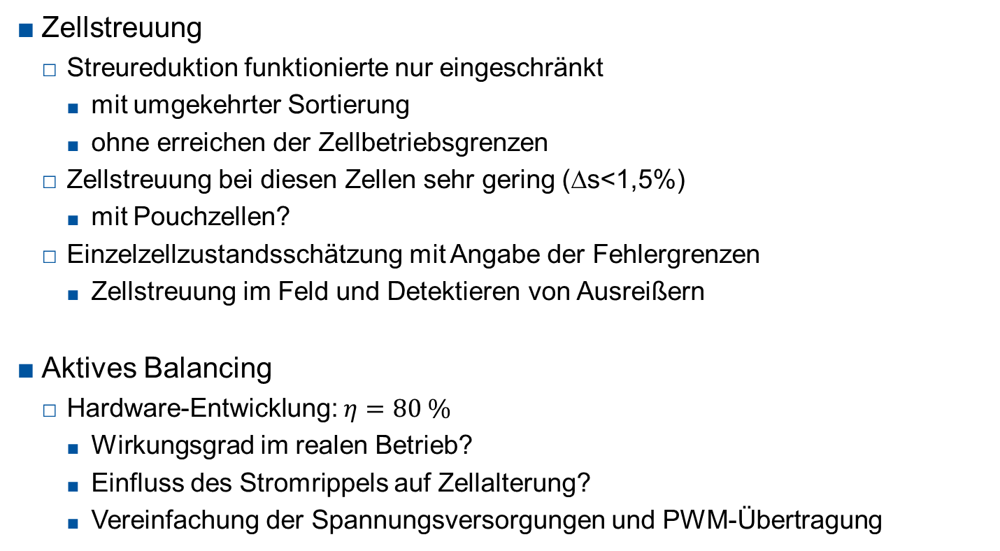 ■ Zellstreuung
□ Streureduktion funktionierte nur eingeschränkt
■ mit umgekehrter Sortierung
■ ohne erreichen der Zellbetriebsgrenzen
□ Zellstreuung bei diesen Zellen sehr gering (Δs<1,5%)
■ mit Pouchzellen?
□ Einzelzellzustandsschätzung mit Angabe der Fehlergrenzen
■ Zellstreuung im Feld und Detektieren von Ausreißern
■ Aktives Balancing
□ Hardware-Entwicklung: η = 80 %
■ Wirkungsgrad im realen Betrieb?
■ Einfluss des Stromrippels auf Zellalterung?
■ Vereinfachung der Spannungsversorgungen und PWM-Übertragung